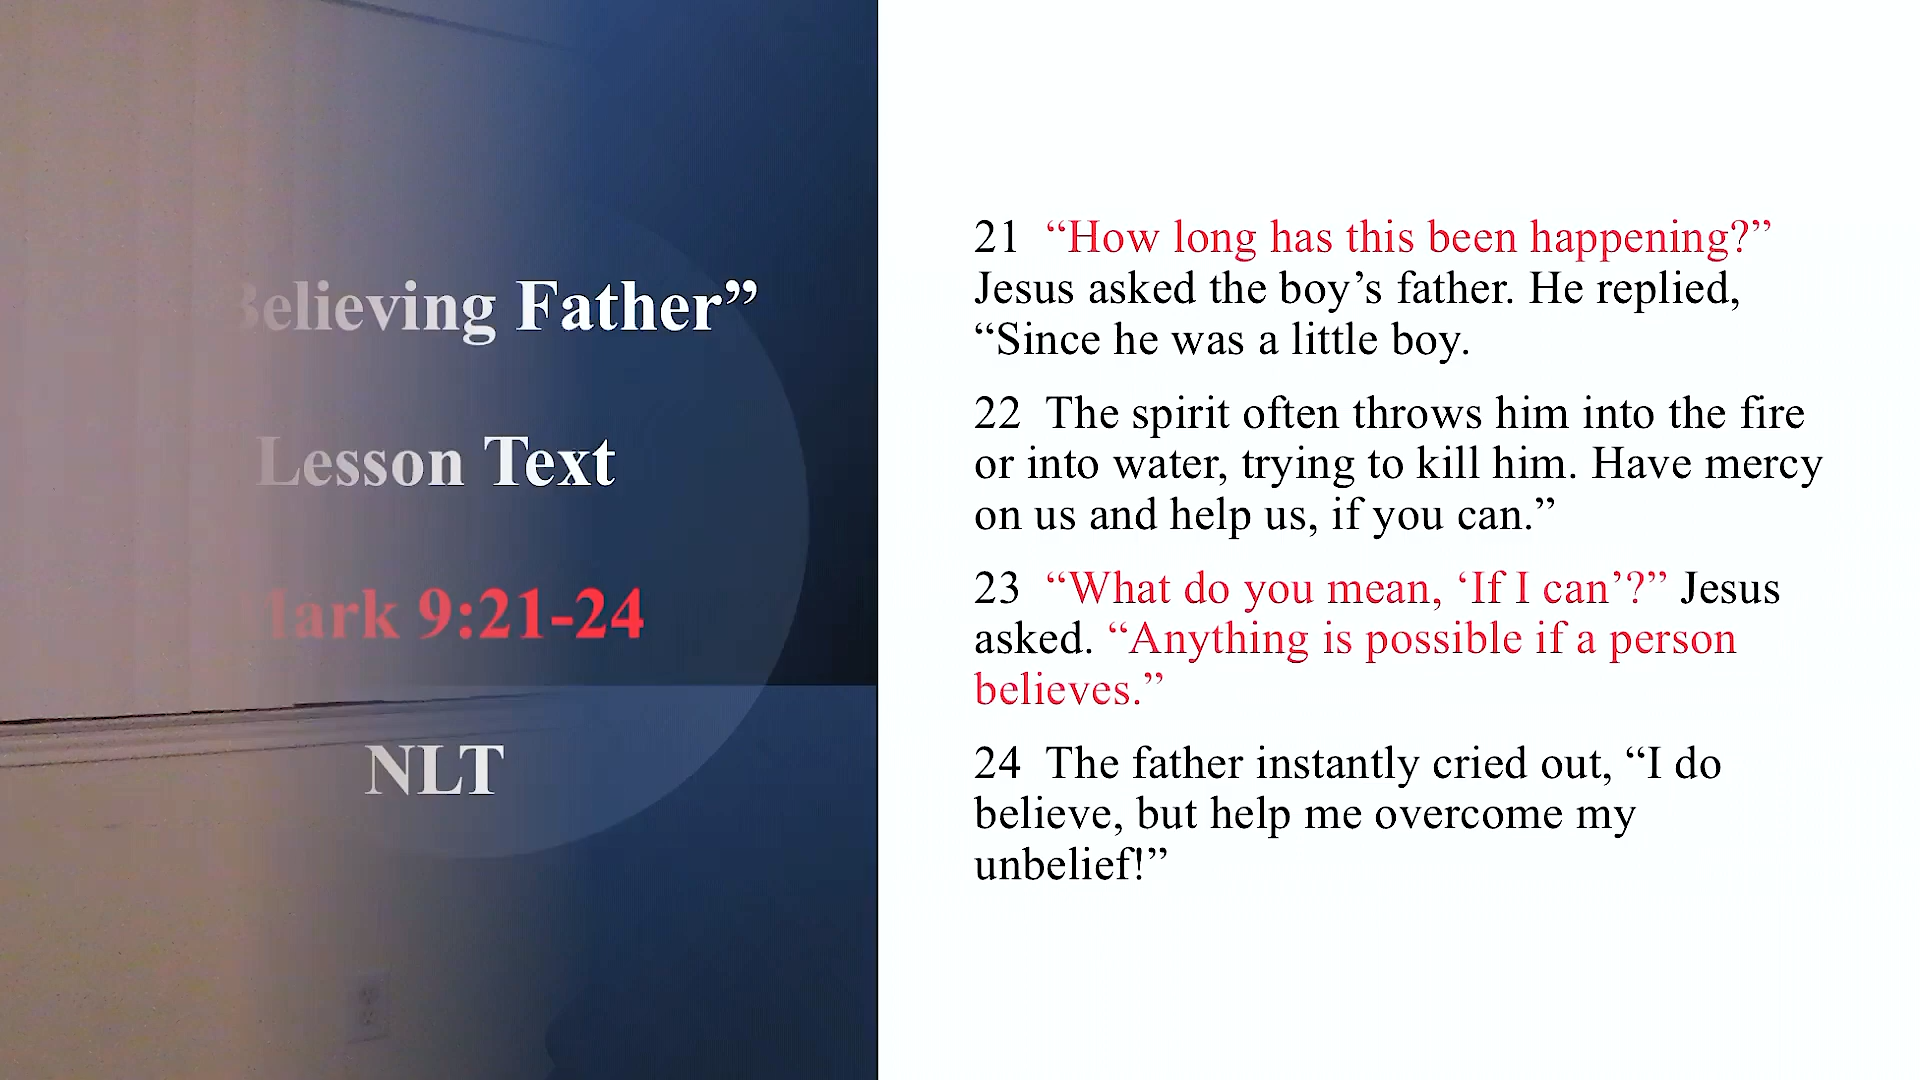 Believing Father”
Lesson Text
Mark 9:21-24
NLT
21 “How long has this been happening?”
Jesus asked the boy’s father. He replied,
“Since he was a little boy.
22 The spirit often throws him into the fire
or into water, trying to kill him. Have mercy
on us and help us, if you can.”
23 “What do you mean, ‘If I can’?” Jesus
asked. “Anything is possible if a person
believes.”
24 The father instantly cried out, “I do
believe, but help me overcome my
unbelief!”